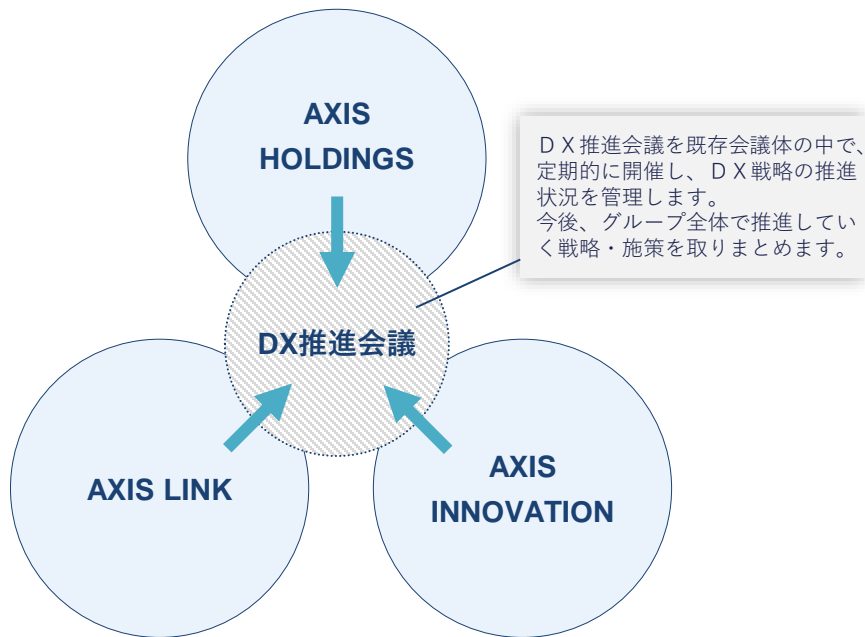 AXIS
HOLDINGS
ＤＸ推進会議を既存会議体の中で、
定期的に開催し、ＤＸ戦略の推進
状況を管理します。
今後、グループ全体で推進してい
く戦略・施策を取りまとめます。
DX推進会議
AXIS LINK
AXIS
INNOVATION